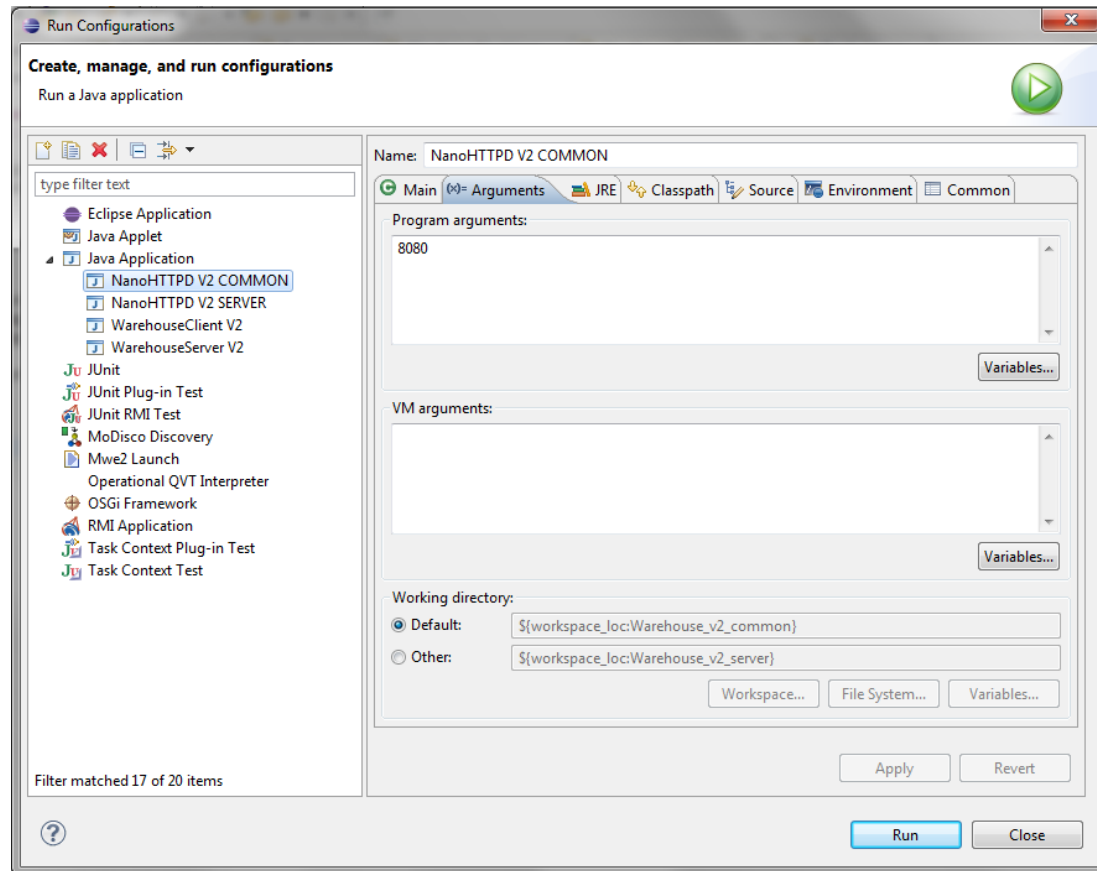 Run Configurations
Create, manage, and run configurations
Run a Java application
type filter text
Eclipse Application
Java Applet
Java Application
NanoHTTPD V2 COMMON
NanoHTTPD V2 SERVER
WarehouseClient V2
WarehouseServer V2
JUnit
JUnit Plug-in Test
JUnit RMI Test
MoDisco Discovery
Mwe2 Launch
Operational QVT Interpreter
OSGi Framework
RMI Application
Task Context Plug-in Test
Task Context Test
Filter matched 17 of 20 items
Name: NanoHTTPD V2 COMMON
Main (x)= Arguments JRE Classpath Source Environment Common
Program arguments:
8080
Variables...
VM arguments:
Variables...
Working directory:
Default: ${workspace_loc:Warehouse_v2_common}
Other: ${workspace_loc:Warehouse_v2_server}
Workspace... File System... Variables...
Apply Revert
? Run Close